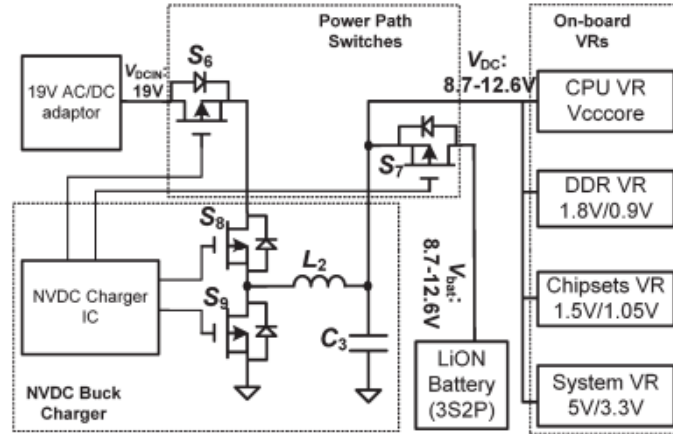 Power Path
Switches
On-board
VRs
19V AC/DC
adaptor
VDCIN:
19V
S6
VDC:
8.7-12.6V
CPU VR
Vcccore
S7
DDR VR
1.8V/0.9V
NVDC Charger
IC
S8
S9
L2
C3
Vbat:
8.7-12.6V
Chipsets VR
1.5V/1.05V
LiON
Battery
(3S2P)
System VR
5V/3.3V
NVDC Buck
Charger